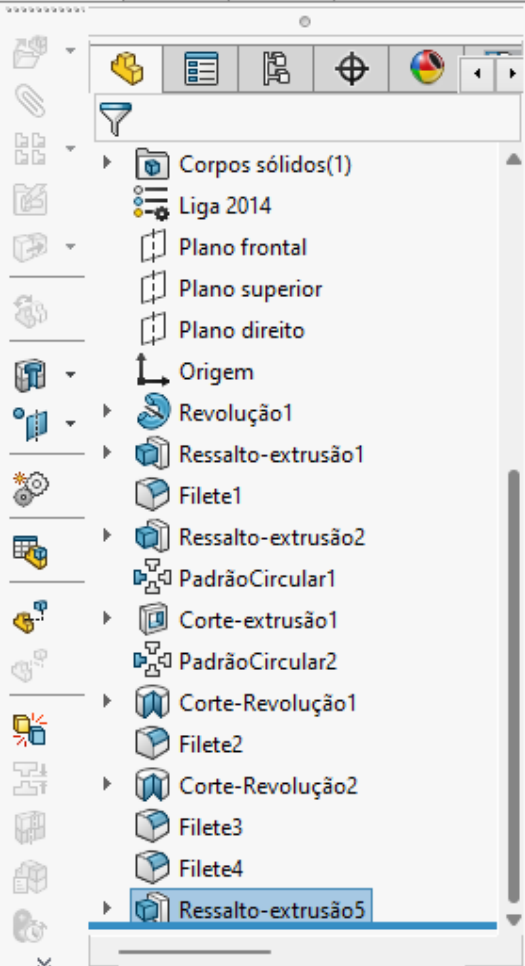 Corpos sólidos(1)
Liga 2014
Plano frontal
Plano superior
Plano direito
Origem
Revolução1
Ressalto-extrusão1
Filete1
Ressalto-extrusão2
PadrãoCircular1
Corte-extrusão1
PadrãoCircular2
Corte-Revolução1
Filete2
Corte-Revolução2
Filete3
Filete4
Ressalto-extrusão5